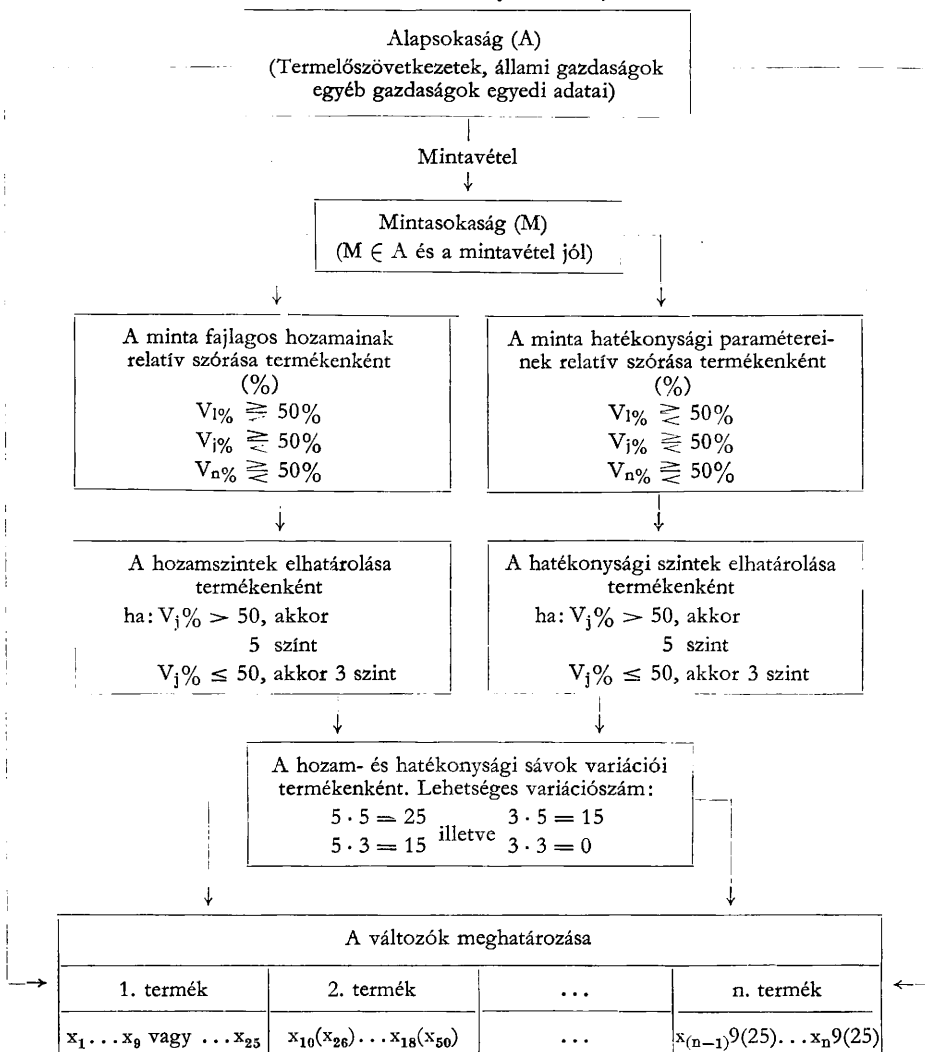 Alapsokaság (A)
(Termelőszövetkezetek, állami gazdaságok
egyéb gazdaságok egyedi adatai)
Mintavétel
Mintasokaság (M)
(M ∈ A és a mintavétel jól)
A minta fajlagos hozamainak
relatív szórása termékenként
(%)
V₁% ⪌ 50%
Vⱼ% ⪌ 50%
Vₙ% ⪌ 50%
A minta hatékonysági paraméterei-
nek relatív szórása termékenként
(%)
V₁% ⪌ 50%
Vⱼ% ⪌ 50%
Vₙ% ⪌ 50%
A hozamszintek elhatárolása
termékenként
ha: Vⱼ% > 50, akkor
5 színt
Vⱼ% ≤ 50, akkor 3 szint
A hatékonysági szintek elhatárolása
termékenként
ha: Vⱼ% > 50, akkor
5 szint
Vⱼ% ≤ 50, akkor 3 szint
A hozam- és hatékonysági sávok variációi
termékenként. Lehetséges variációszám:
5 · 5 = 25 illetve 3 · 5 = 15
5 · 3 = 15 3 · 3 = 0
A változók meghatározása
1. termék 2. termék ... n. termék
x₁...x₉ vagy ...x₂₅ x₁₀(x₂₆)...x₁₈(x₅₀) ... x₍ₙ₋₁₎9(25)...xₙ9(25)